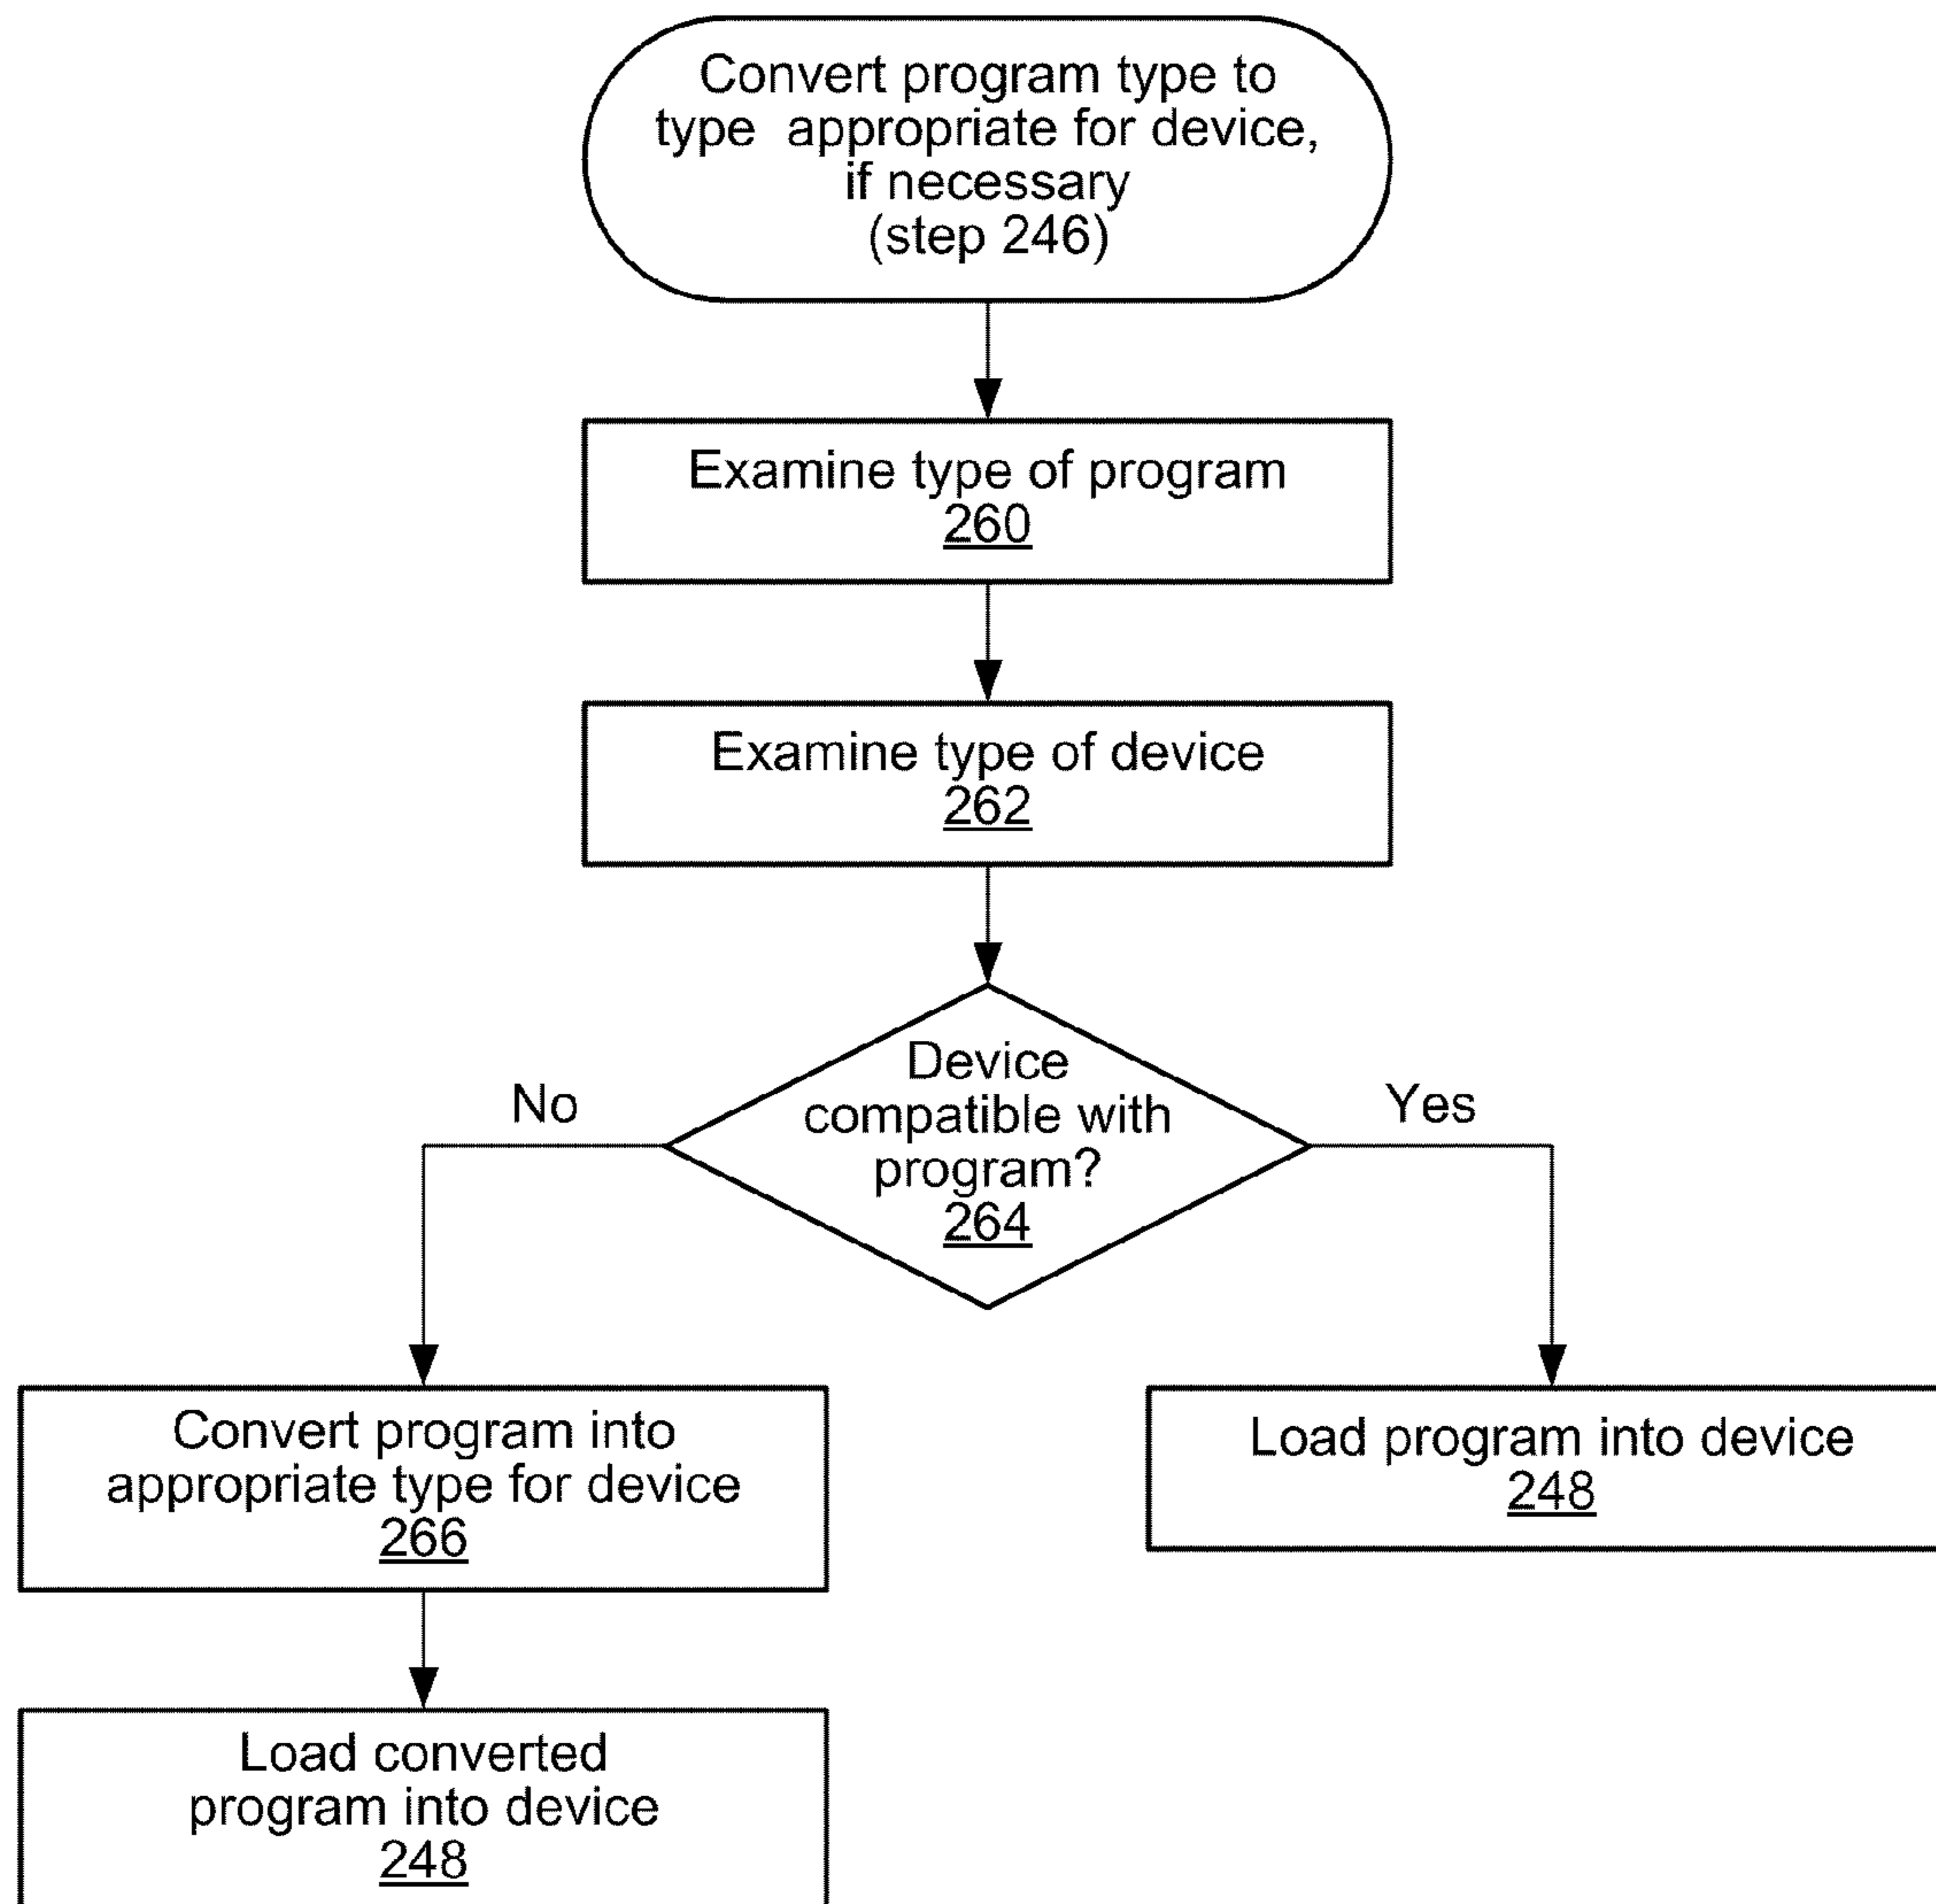 Convert program type to
type appropriate for device,
if necessary
(step 246)
Examine type of program
260
Examine type of device
262
Device
compatible with
program?
264
No
Yes
Convert program into
appropriate type for device
266
Load program into device
248
Load converted
program into device
248